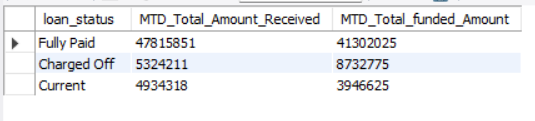 loan_status MTD_Total_Amount_Received MTD_Total_funded_Amount
Fully Paid 47815851 41302025
Charged Off 5324211 8732775
Current 4934318 3946625